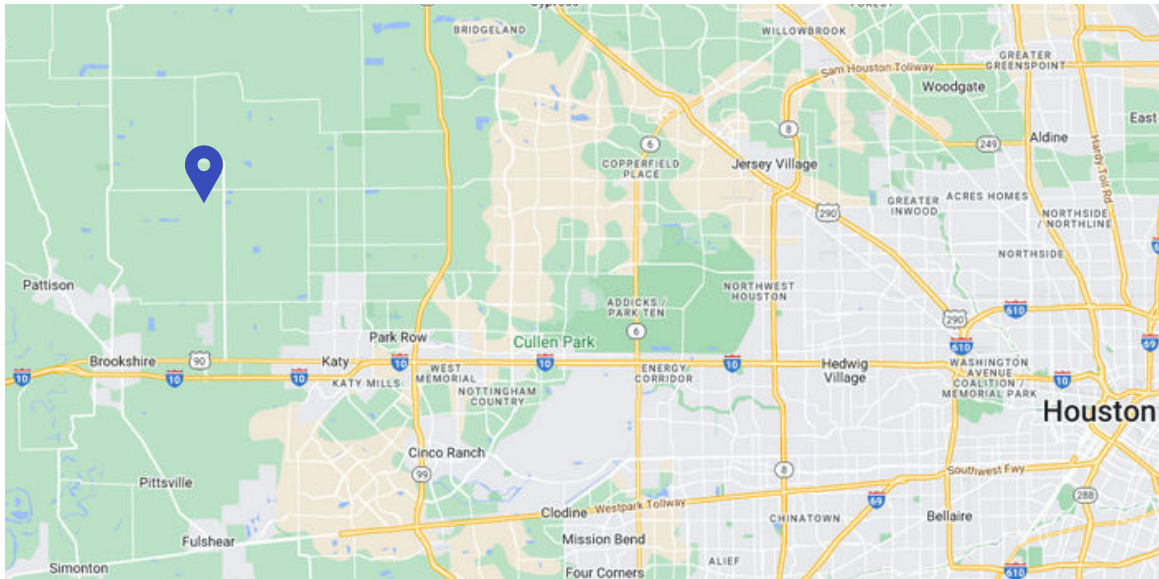 Cypress
FOREST
BRIDGELAND
WILLOWBROOK
GREATER
GREENSPOINT
Sam Houston Tollway
Woodgate
East
8
6
249
Aldine
Hardy Toll Rd
COPPERFIELD
PLACE
Jersey Village
290
GREATER
INWOOD
ACRES HOMES
NORTHSIDE
/ NORTHLINE
NORTHSIDE
Pattison
NORTHWEST
HOUSTON
ADDICKS /
PARK TEN
610
290
6
Park Row
Cullen Park
610
69
Brookshire
90
Katy
10
10
10
10
10
10
10
Hedwig
Village
WASHINGTON
AVENUE
COALITION /
MEMORIAL PARK
KATY MILLS
WEST
MEMORIAL
ENERGY
CORRIDOR
NOTTINGHAM
COUNTRY
Houston
Cinco Ranch
99
8
Southwest Fwy
Pittsville
69
288
Westpark Tollway
Clodine
CHINATOWN
Bellaire
Fulshear
Mission Bend
ALIEF
Simonton
Four Corners
610